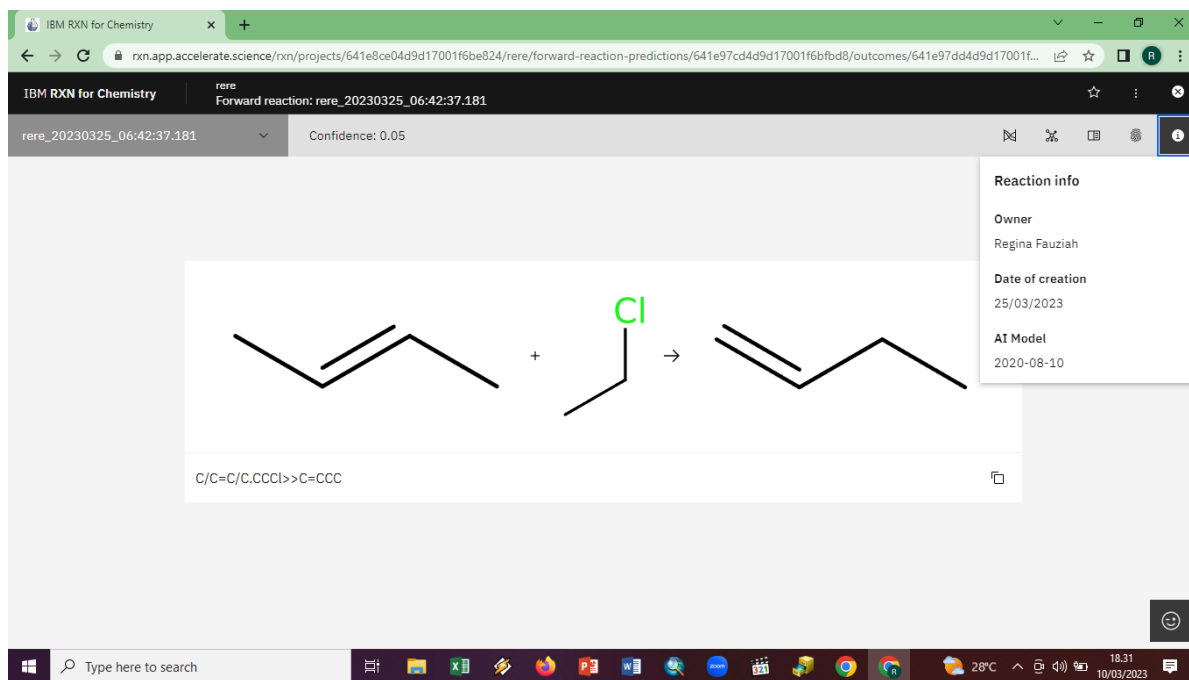 IBM RXN for Chemistry
rxn.app.accelerate.science/rxn/projects/641e8ce04d9d17001f6be824/rere/forward-reaction-predictions/641e97cd4d9d17001f6bfbd8/outcomes/641e97dd4d9d17001f...
R
IBM RXN for Chemistry
rere
Forward reaction: rere_20230325_06:42:37.181
rere_20230325_06:42:37.181
Confidence: 0.05
Reaction info
Owner
Regina Fauziah
Date of creation
25/03/2023
AI Model
2020-08-10
Cl
+
→
C/C=C/C.CCCl>>C=CCC
Type here to search
zoom
321
R
28°C
18.31
10/03/2023